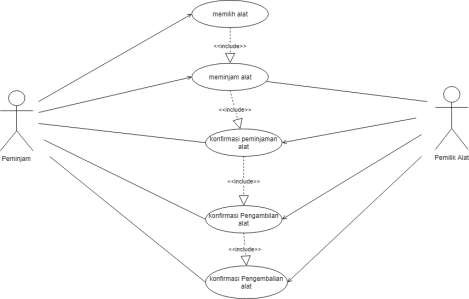 memilih alat
<<include>>
meminjam alat
<<include>>
konfirmasi peminjaman
alat
Peminjam
Pemilik Alat
<<include>>
konfirmasi Pengambilan
alat
<<include>>
konfirmasi Pengembalian
alat